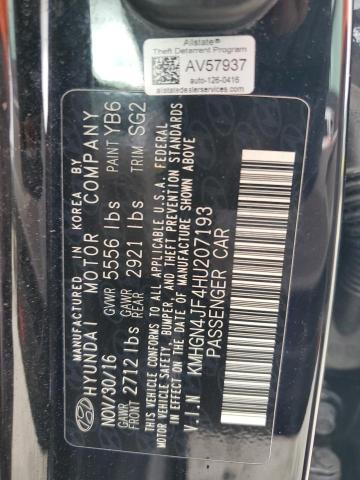 Allstate®
Theft Deterrent Program
AV57937
auto-126-0416
allstatedealerservices.com
MANUFACTURED IN KOREA BY
HYUNDAI MOTOR COMPANY
NOV/30/16 GVWR 5556 lbs PAINT YB6
GAWR FRONT 2712 lbs GAWR REAR 2921 lbs TRIM SG2
THIS VEHICLE CONFORMS TO ALL APPLICABLE U.S.A. FEDERAL
MOTOR VEHICLE SAFETY, BUMPER, AND THEFT PREVENTION STANDARDS
IN EFFECT ON THE DATE OF MANUFACTURE SHOWN ABOVE
V.I.N KMHGN4JF4HU207193
PASSENGER CAR